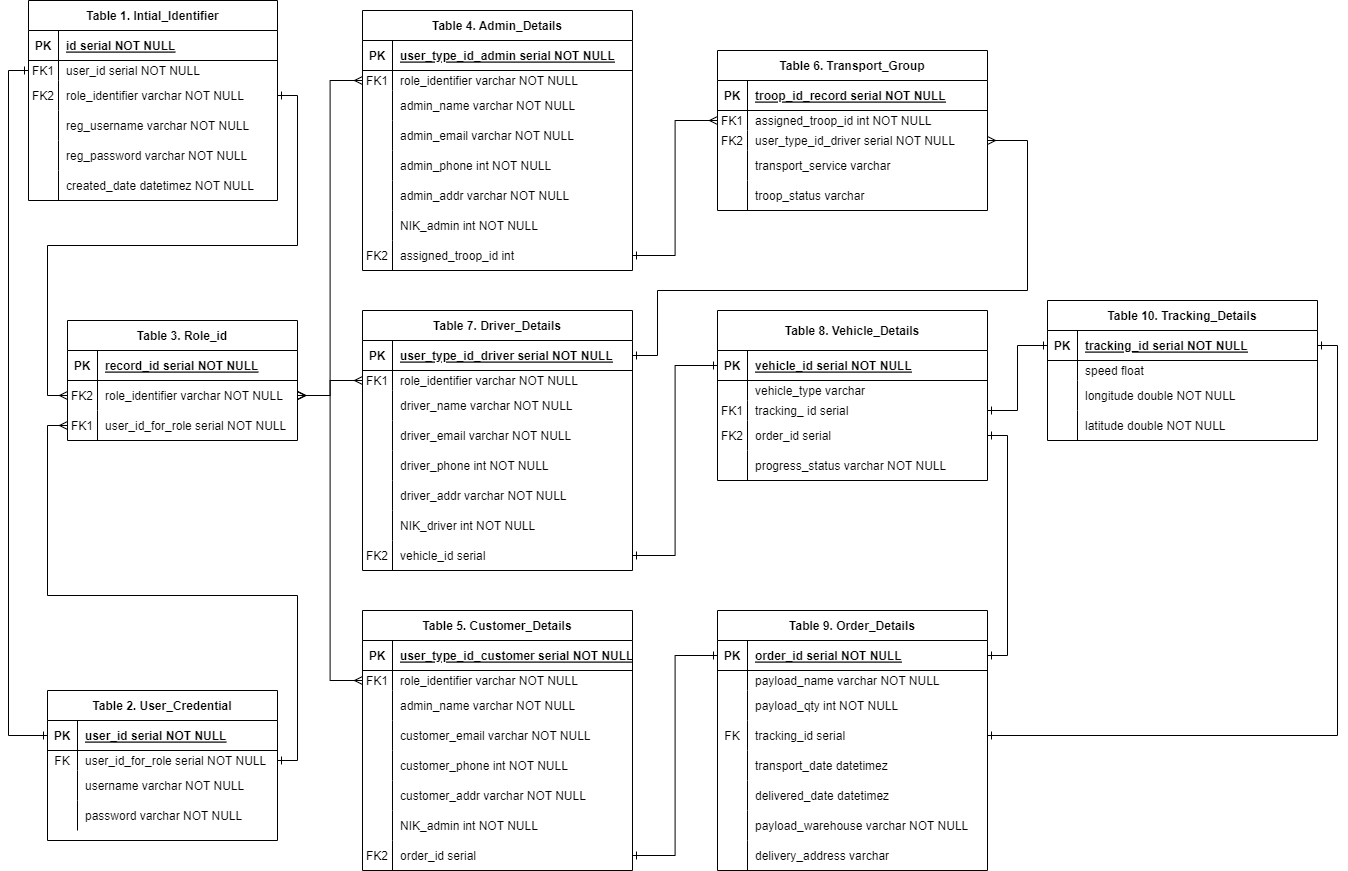 Table 1. Intial_Identifier
PK id serial NOT NULL
FK1 user_id serial NOT NULL
FK2 role_identifier varchar NOT NULL
reg_username varchar NOT NULL
reg_password varchar NOT NULL
created_date datetimez NOT NULL
Table 4. Admin_Details
PK user_type_id_admin serial NOT NULL
FK1 role_identifier varchar NOT NULL
admin_name varchar NOT NULL
admin_email varchar NOT NULL
admin_phone int NOT NULL
admin_addr varchar NOT NULL
NIK_admin int NOT NULL
FK2 assigned_troop_id int
Table 6. Transport_Group
PK troop_id_record serial NOT NULL
FK1 assigned_troop_id int NOT NULL
FK2 user_type_id_driver serial NOT NULL
transport_service varchar
troop_status varchar
Table 3. Role_id
PK record_id serial NOT NULL
FK2 role_identifier varchar NOT NULL
FK1 user_id_for_role serial NOT NULL
Table 7. Driver_Details
PK user_type_id_driver serial NOT NULL
FK1 role_identifier varchar NOT NULL
driver_name varchar NOT NULL
driver_email varchar NOT NULL
driver_phone int NOT NULL
driver_addr varchar NOT NULL
NIK_driver int NOT NULL
FK2 vehicle_id serial
Table 8. Vehicle_Details
PK vehicle_id serial NOT NULL
vehicle_type varchar
FK1 tracking_ id serial
FK2 order_id serial
progress_status varchar NOT NULL
Table 10. Tracking_Details
PK tracking_id serial NOT NULL
speed float
longitude double NOT NULL
latitude double NOT NULL
Table 2. User_Credential
PK user_id serial NOT NULL
FK user_id_for_role serial NOT NULL
username varchar NOT NULL
password varchar NOT NULL
Table 5. Customer_Details
PK user_type_id_customer serial NOT NULL
FK1 role_identifier varchar NOT NULL
admin_name varchar NOT NULL
customer_email varchar NOT NULL
customer_phone int NOT NULL
customer_addr varchar NOT NULL
NIK_admin int NOT NULL
FK2 order_id serial
Table 9. Order_Details
PK order_id serial NOT NULL
payload_name varchar NOT NULL
payload_qty int NOT NULL
FK tracking_id serial
transport_date datetimez
delivered_date datetimez
payload_warehouse varchar NOT NULL
delivery_address varchar